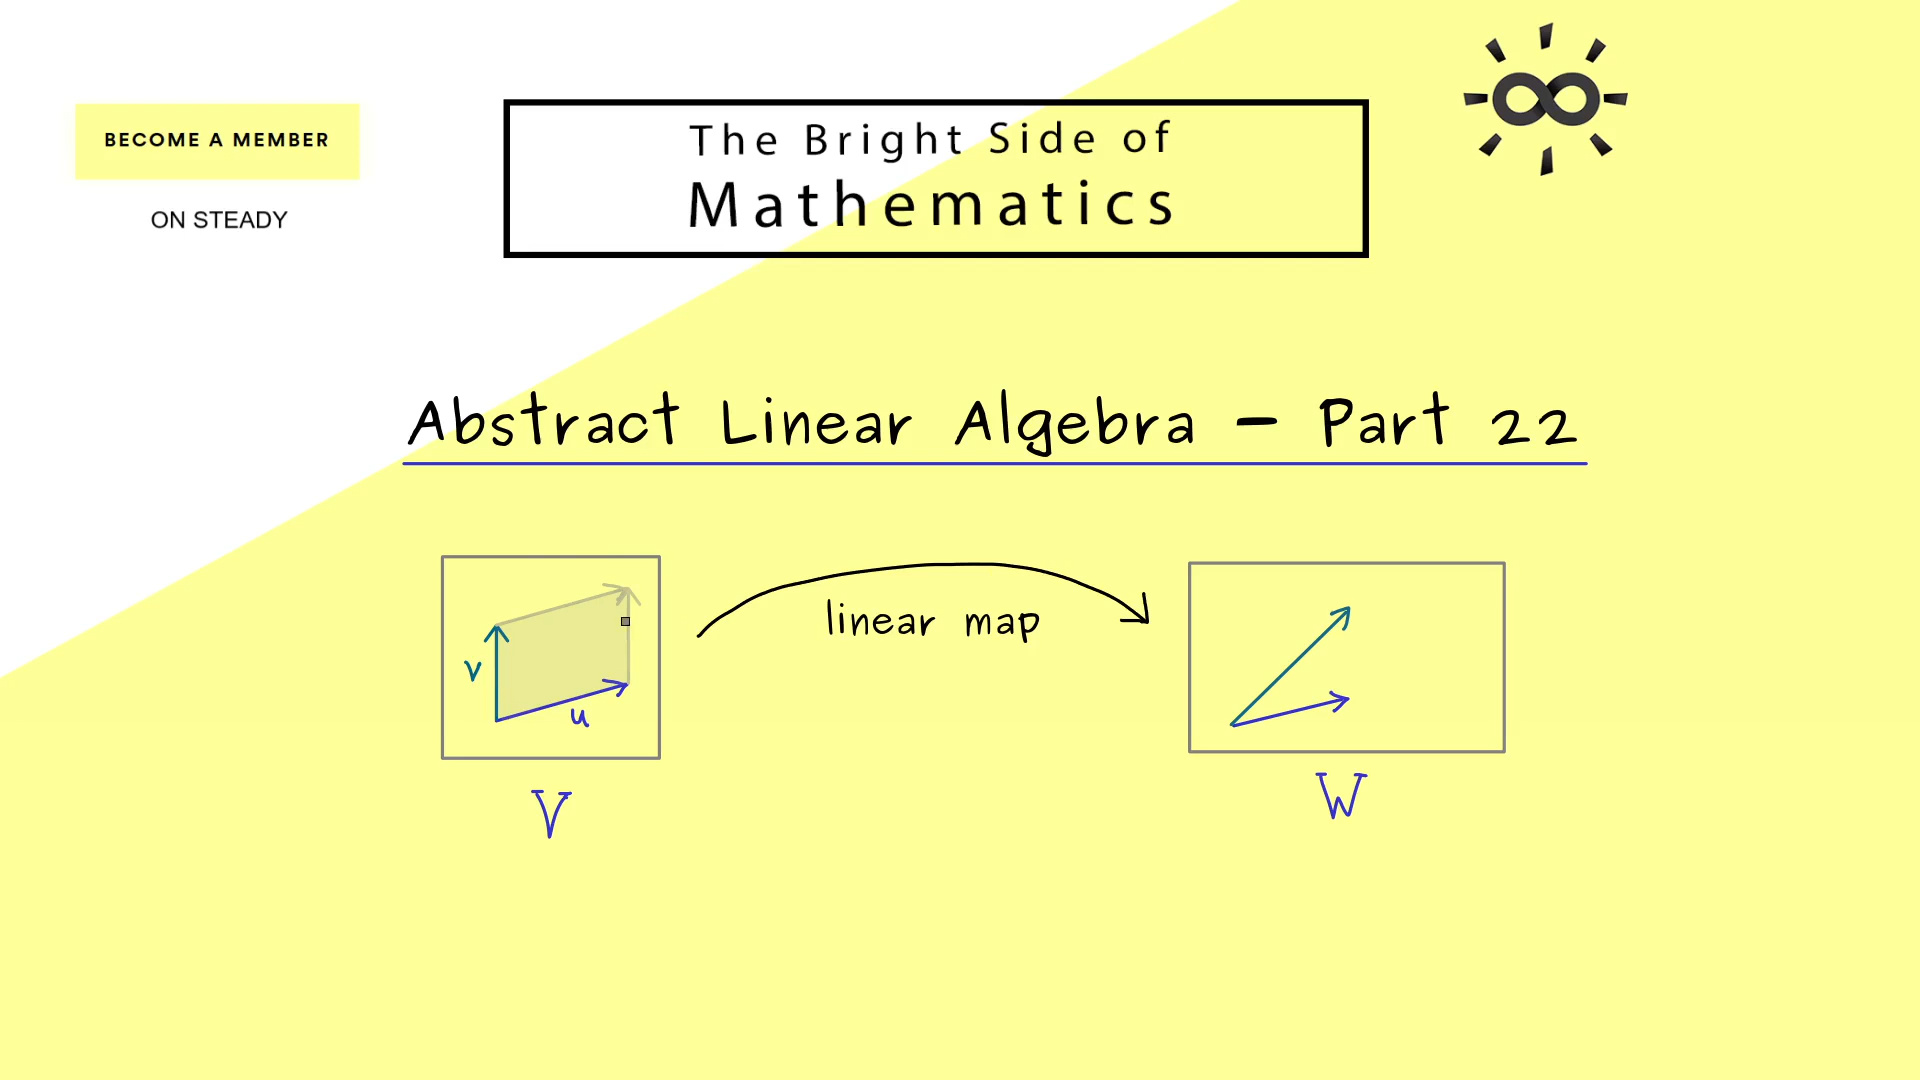 BECOME A MEMBER
ON STEADY
The Bright Side of
Mathematics
Abstract Linear Algebra – Part 22
linear map
v
u
V
W